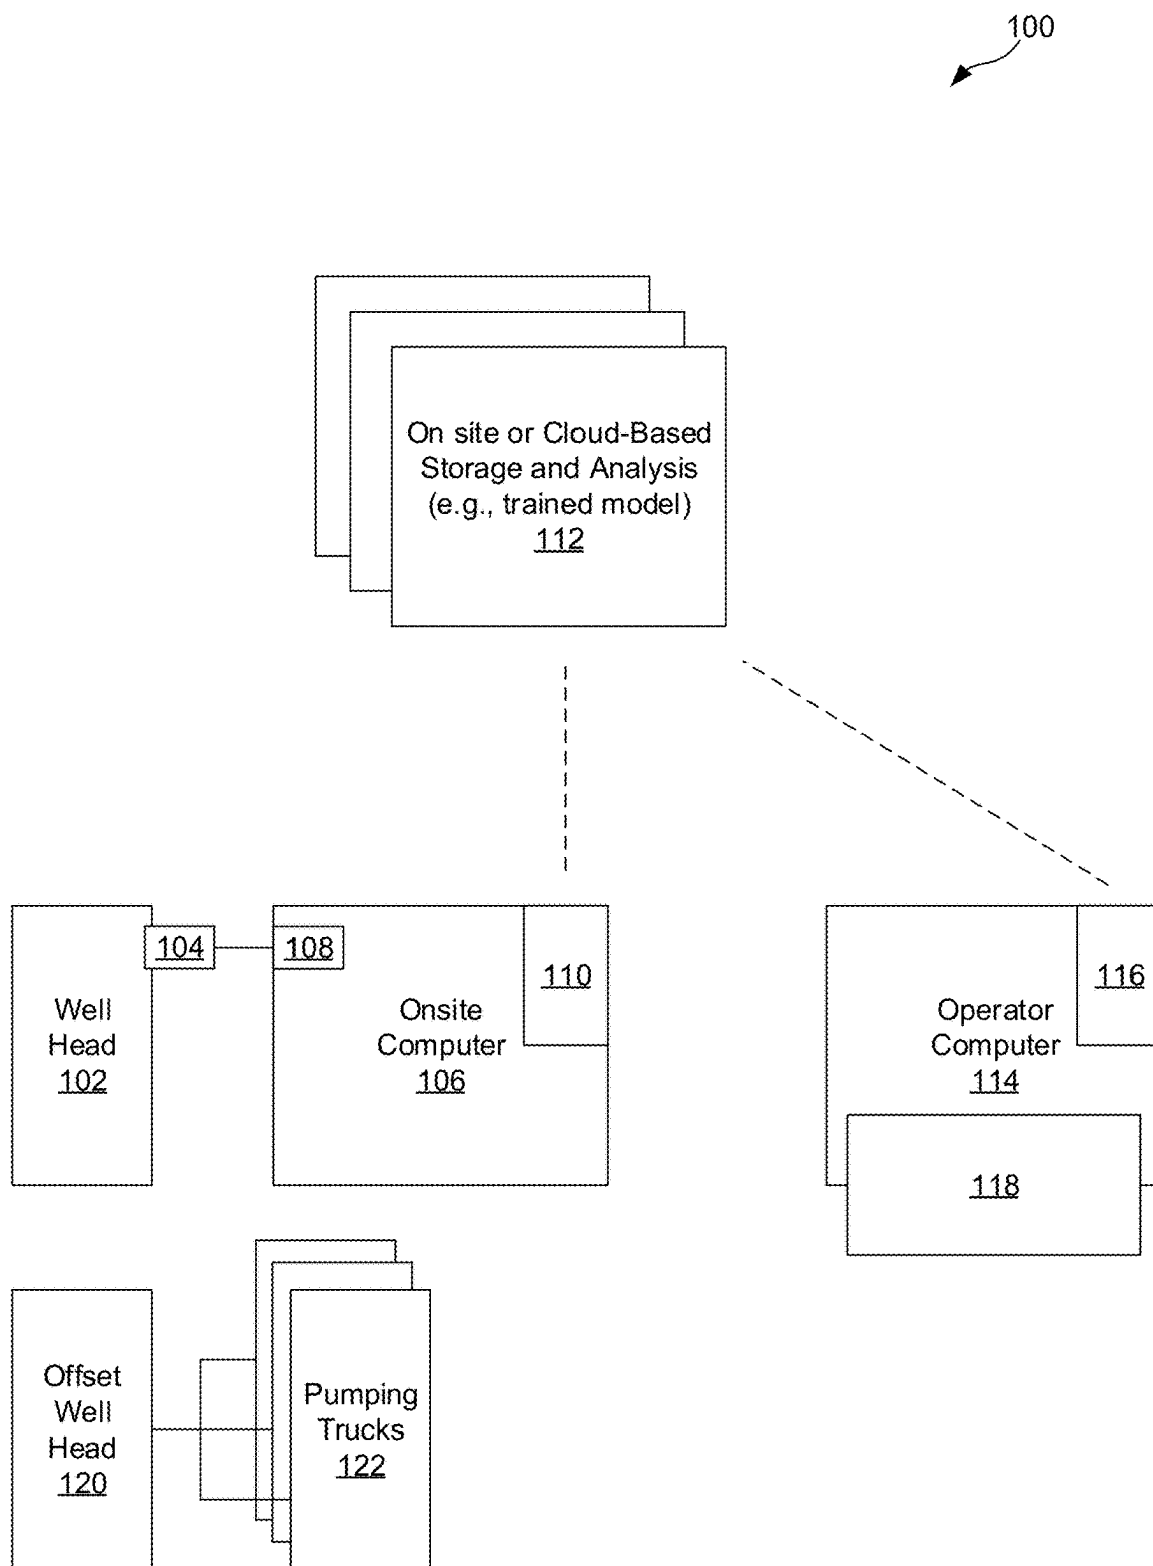 100
On site or Cloud-Based
Storage and Analysis
(e.g., trained model)
112
104
108
110
116
Well
Head
102
Onsite
Computer
106
Operator
Computer
114
118
Offset
Well
Head
120
Pumping
Trucks
122